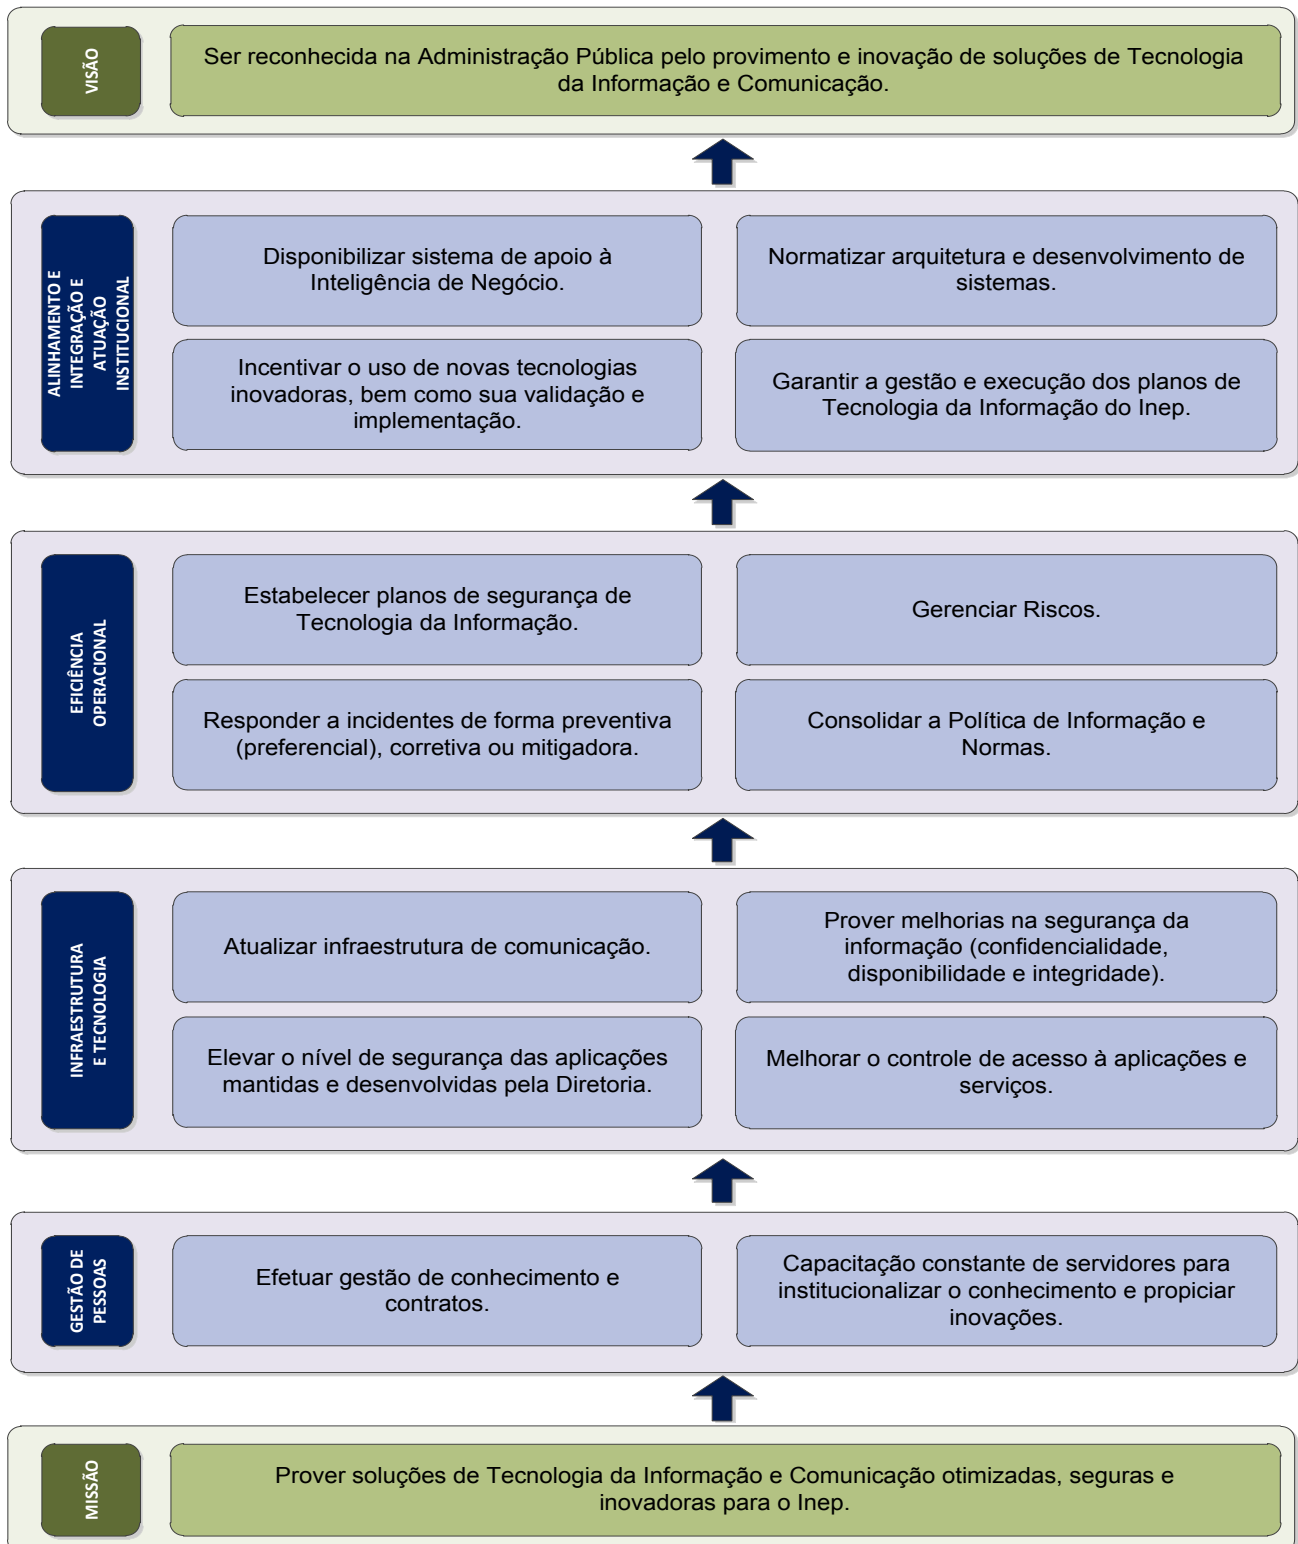 VISÃO
Ser reconhecida na Administração Pública pelo provimento e inovação de soluções de Tecnologia
da Informação e Comunicação.
ALINHAMENTO E
INTEGRAÇÃO E
ATUAÇÃO
INSTITUCIONAL
Disponibilizar sistema de apoio à
Inteligência de Negócio.
Normatizar arquitetura e desenvolvimento de
sistemas.
Incentivar o uso de novas tecnologias
inovadoras, bem como sua validação e
implementação.
Garantir a gestão e execução dos planos de
Tecnologia da Informação do Inep.
EFICIÊNCIA
OPERACIONAL
Estabelecer planos de segurança de
Tecnologia da Informação.
Gerenciar Riscos.
Responder a incidentes de forma preventiva
(preferencial), corretiva ou mitigadora.
Consolidar a Política de Informação e
Normas.
INFRAESTRUTURA
E TECNOLOGIA
Atualizar infraestrutura de comunicação.
Prover melhorias na segurança da
informação (confidencialidade,
disponibilidade e integridade).
Elevar o nível de segurança das aplicações
mantidas e desenvolvidas pela Diretoria.
Melhorar o controle de acesso à aplicações e
serviços.
GESTÃO DE
PESSOAS
Efetuar gestão de conhecimento e
contratos.
Capacitação constante de servidores para
institucionalizar o conhecimento e propiciar
inovações.
MISSÃO
Prover soluções de Tecnologia da Informação e Comunicação otimizadas, seguras e
inovadoras para o Inep.